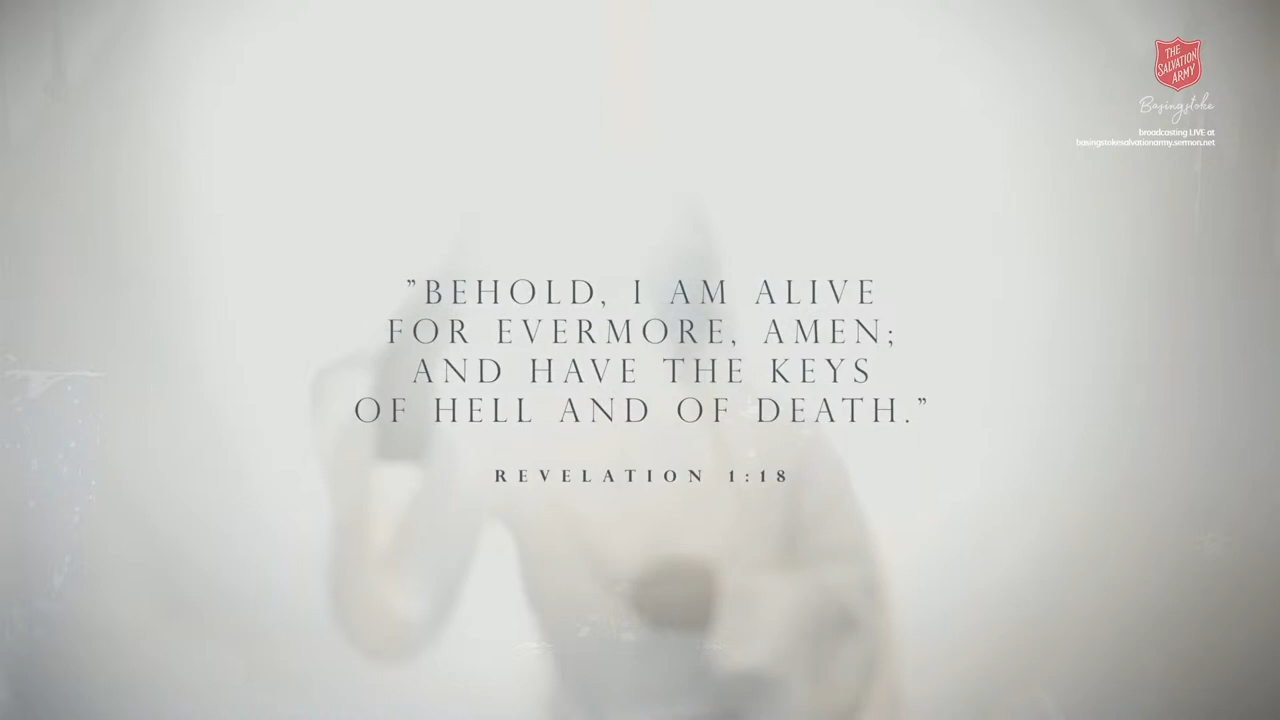 THE
SALVATION
ARMY
Basingstoke
broadcasting LIVE at
basingstokesalvationarmy.sermon.net
”BEHOLD, I AM ALIVE
FOR EVERMORE, AMEN;
AND HAVE THE KEYS
OF HELL AND OF DEATH.”
REVELATION 1:18